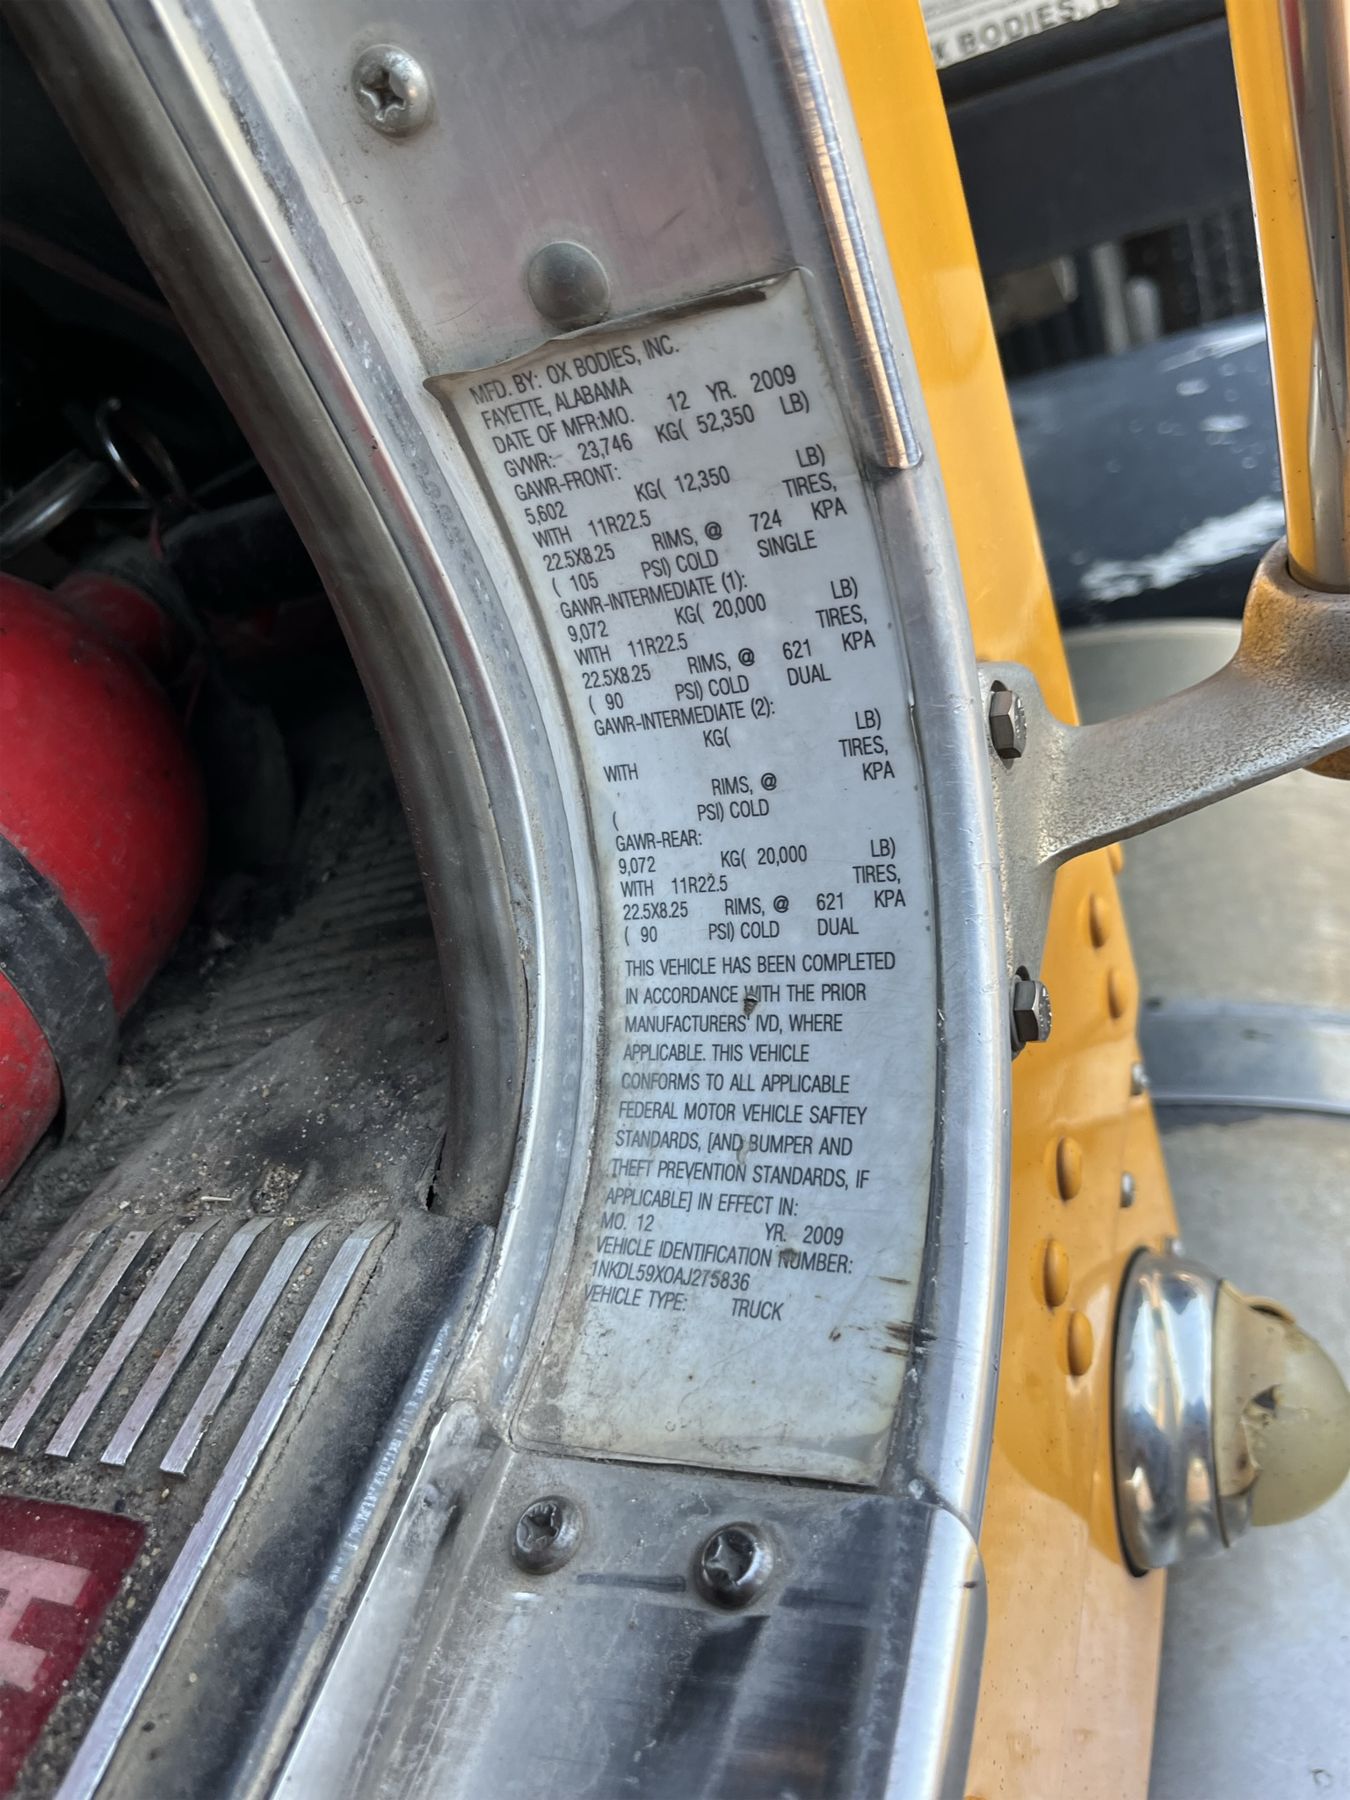 BODIES, I
MFD. BY: OX BODIES, INC.
FAYETTE, ALABAMA
DATE OF MFR:MO. 12 YR. 2009
GVWR:- 23,746 KG( 52,350 LB)
GAWR-FRONT:
5,602 KG( 12,350 LB)
WITH 11R22.5 TIRES,
22.5X8.25 RIMS, @ 724 KPA
( 105 PSI) COLD SINGLE
GAWR-INTERMEDIATE (1):
9,072 KG( 20,000 LB)
WITH 11R22.5 TIRES,
22.5X8.25 RIMS, @ 621 KPA
( 90 PSI) COLD DUAL
GAWR-INTERMEDIATE (2):
KG( LB)
WITH TIRES,
RIMS, @ KPA
( PSI) COLD
GAWR-REAR:
9,072 KG( 20,000 LB)
WITH 11R22.5 TIRES,
22.5X8.25 RIMS, @ 621 KPA
( 90 PSI) COLD DUAL
THIS VEHICLE HAS BEEN COMPLETED
IN ACCORDANCE WITH THE PRIOR
MANUFACTURERS' IVD, WHERE
APPLICABLE. THIS VEHICLE
CONFORMS TO ALL APPLICABLE
FEDERAL MOTOR VEHICLE SAFTEY
STANDARDS, [AND BUMPER AND
THEFT PREVENTION STANDARDS, IF
APPLICABLE] IN EFFECT IN:
MO. 12 YR. 2009
VEHICLE IDENTIFICATION NUMBER:
1NKDL59X0AJ275836
VEHICLE TYPE: TRUCK